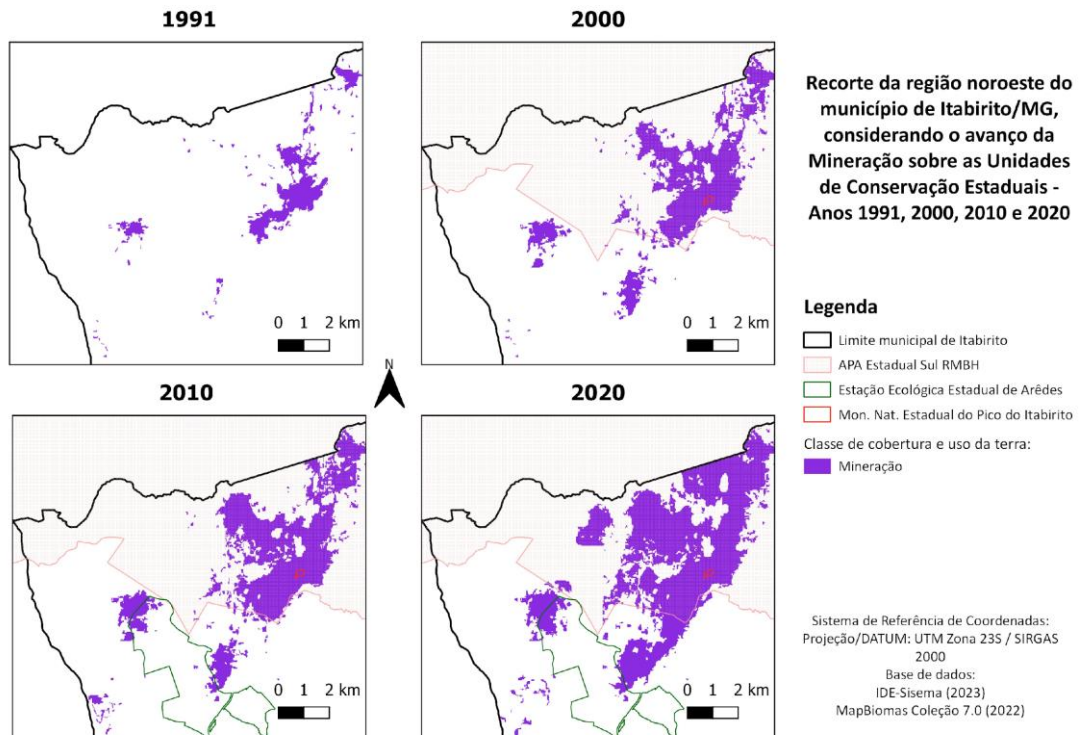 1991
2000
Recorte da região noroeste do
município de Itabirito/MG,
considerando o avanço da
Mineração sobre as Unidades
de Conservação Estaduais -
Anos 1991, 2000, 2010 e 2020
0 1 2 km
0 1 2 km
N
2010
2020
Legenda
Limite municipal de Itabirito
APA Estadual Sul RMBH
Estação Ecológica Estadual de Arêdes
Mon. Nat. Estadual do Pico do Itabirito
Classe de cobertura e uso da terra:
Mineração
0 1 2 km
0 1 2 km
Sistema de Referência de Coordenadas:
Projeção/DATUM: UTM Zona 23S / SIRGAS
2000
Base de dados:
IDE-Sisema (2023)
MapBiomas Coleção 7.0 (2022)